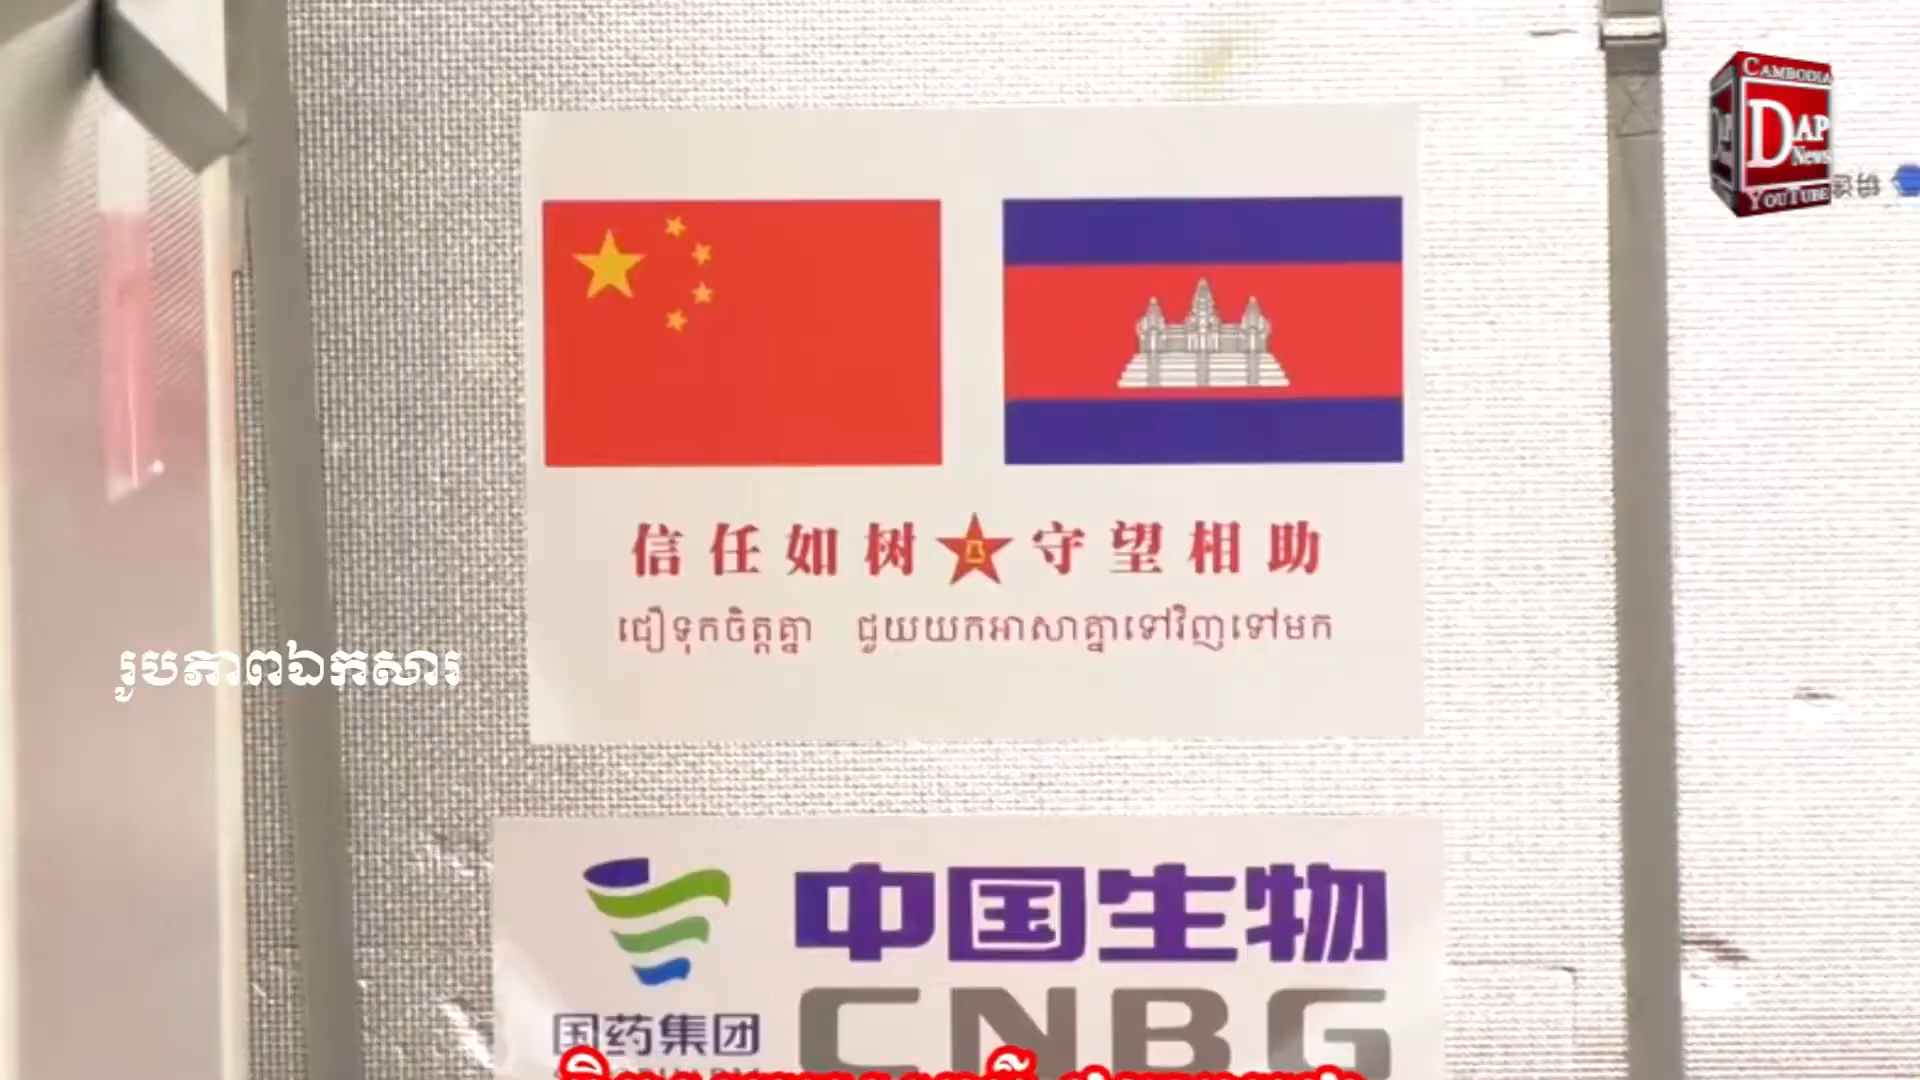 CAMBODIA
DAP
News
YOUTUBE
信任如树 守望相助
ជឿទុកចិត្តគ្នា ជួយយកអាសាគ្នាទៅវិញទៅមក
រូបភាពឯកសារ
中国生物
国药集团
CNBG